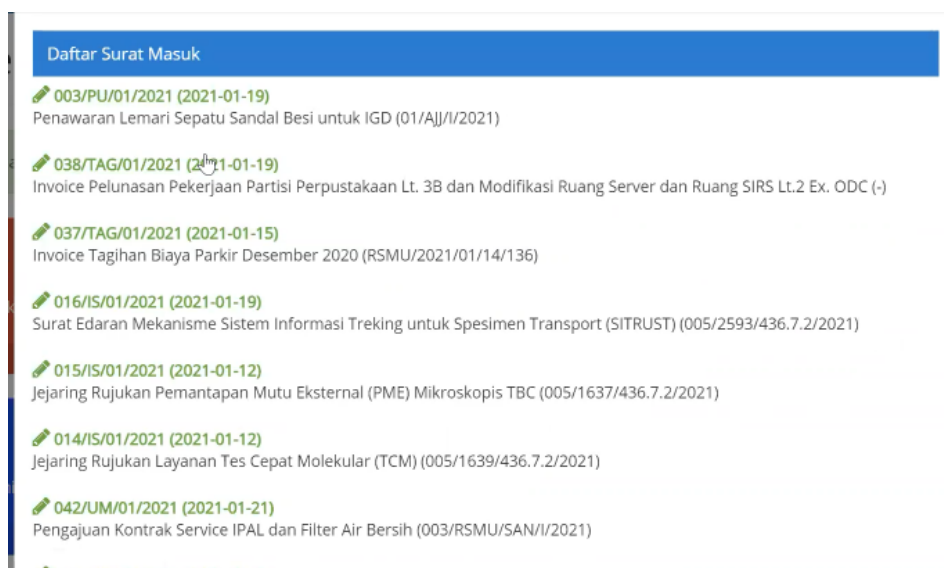 Daftar Surat Masuk
003/PU/01/2021 (2021-01-19)
Penawaran Lemari Sepatu Sandal Besi untuk IGD (01/AJJ/I/2021)
038/TAG/01/2021 (2021-01-19)
Invoice Pelunasan Pekerjaan Partisi Perpustakaan Lt. 3B dan Modifikasi Ruang Server dan Ruang SIRS Lt.2 Ex. ODC (-)
037/TAG/01/2021 (2021-01-15)
Invoice Tagihan Biaya Parkir Desember 2020 (RSMU/2021/01/14/136)
016/IS/01/2021 (2021-01-19)
Surat Edaran Mekanisme Sistem Informasi Treking untuk Spesimen Transport (SITRUST) (005/2593/436.7.2/2021)
015/IS/01/2021 (2021-01-12)
Jejaring Rujukan Pemantapan Mutu Eksternal (PME) Mikroskopis TBC (005/1637/436.7.2/2021)
014/IS/01/2021 (2021-01-12)
Jejaring Rujukan Layanan Tes Cepat Molekular (TCM) (005/1639/436.7.2/2021)
042/UM/01/2021 (2021-01-21)
Pengajuan Kontrak Service IPAL dan Filter Air Bersih (003/RSMU/SAN/I/2021)